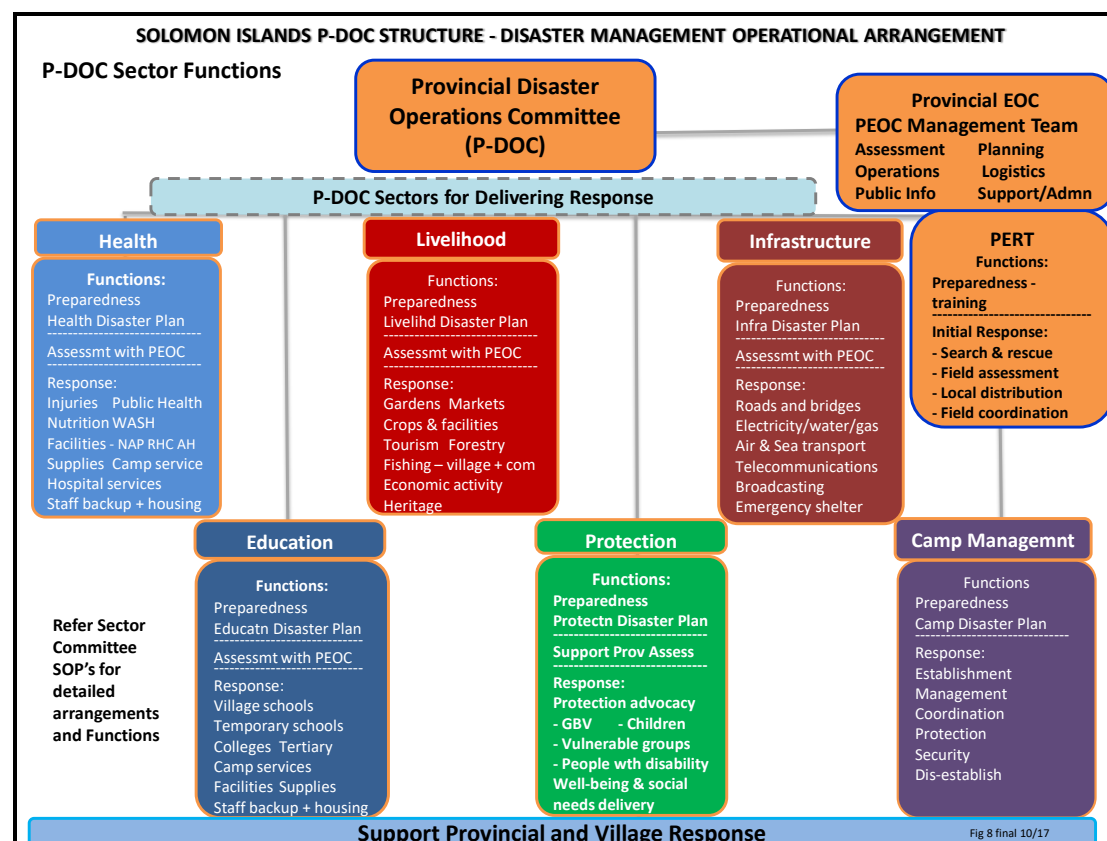 SOLOMON ISLANDS P-DOC STRUCTURE - DISASTER MANAGEMENT OPERATIONAL ARRANGEMENT
P-DOC Sector Functions
Provincial Disaster
Operations Committee
(P-DOC)
Provincial EOC
PEOC Management Team
Assessment Planning
Operations Logistics
Public Info Support/Admn
P-DOC Sectors for Delivering Response
Health
Functions:
Preparedness
Health Disaster Plan
Assessmt with PEOC
Response:
Injuries Public Health
Nutrition WASH
Facilities - NAP RHC AH
Supplies Camp service
Hospital services
Staff backup + housing
Livelihood
Functions:
Preparedness
Livelihd Disaster Plan
Assessmt with PEOC
Response:
Gardens Markets
Crops & facilities
Tourism Forestry
Fishing – village + com
Economic activity
Heritage
Infrastructure
Functions:
Preparedness
Infra Disaster Plan
Assessmt with PEOC
Response:
Roads and bridges
Electricity/water/gas
Air & Sea transport
Telecommunications
Broadcasting
Emergency shelter
PERT
Functions:
Preparedness -
training
Initial Response:
- Search & rescue
- Field assessment
- Local distribution
- Field coordination
Refer Sector
Committee
SOP's for
detailed
arrangements
and Functions
Education
Functions:
Preparedness
Educatn Disaster Plan
Assessmt with PEOC
Response:
Village schools
Temporary schools
Colleges Tertiary
Camp services
Facilities Supplies
Staff backup + housing
Protection
Functions:
Preparedness
Protectn Disaster Plan
Support Prov Assess
Response:
Protection advocacy
- GBV - Children
- Vulnerable groups
- People wth disability
Well-being & social
needs delivery
Camp Managemnt
Functions
Preparedness
Camp Disaster Plan
Response:
Establishment
Management
Coordination
Protection
Security
Dis-establish
Support Provincial and Village Response
Fig 8 final 10/17